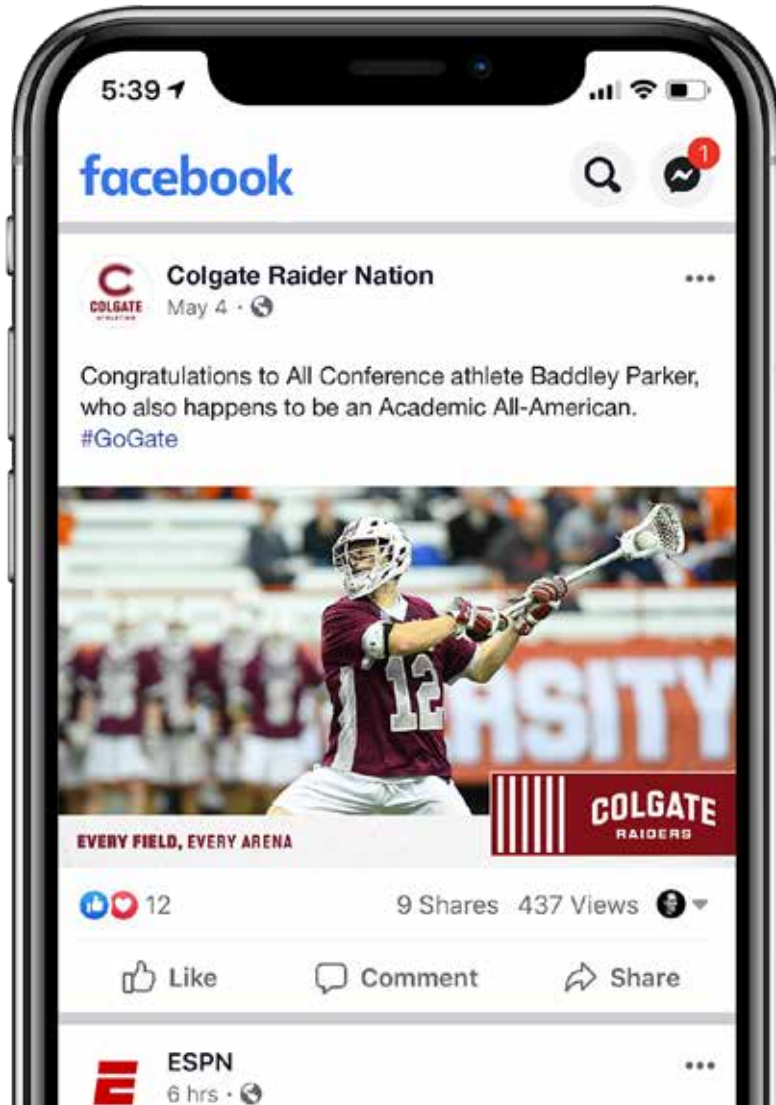 5:39
facebook
1
C
COLGATE
Colgate Raider Nation
May 4 ·
Congratulations to All Conference athlete Baddley Parker,
who also happens to be an Academic All-American.
#GoGate
12
RSITY
COLGATE
RAIDERS
EVERY FIELD, EVERY ARENA
12
9 Shares 437 Views
Like Comment Share
E
ESPN
6 hrs ·